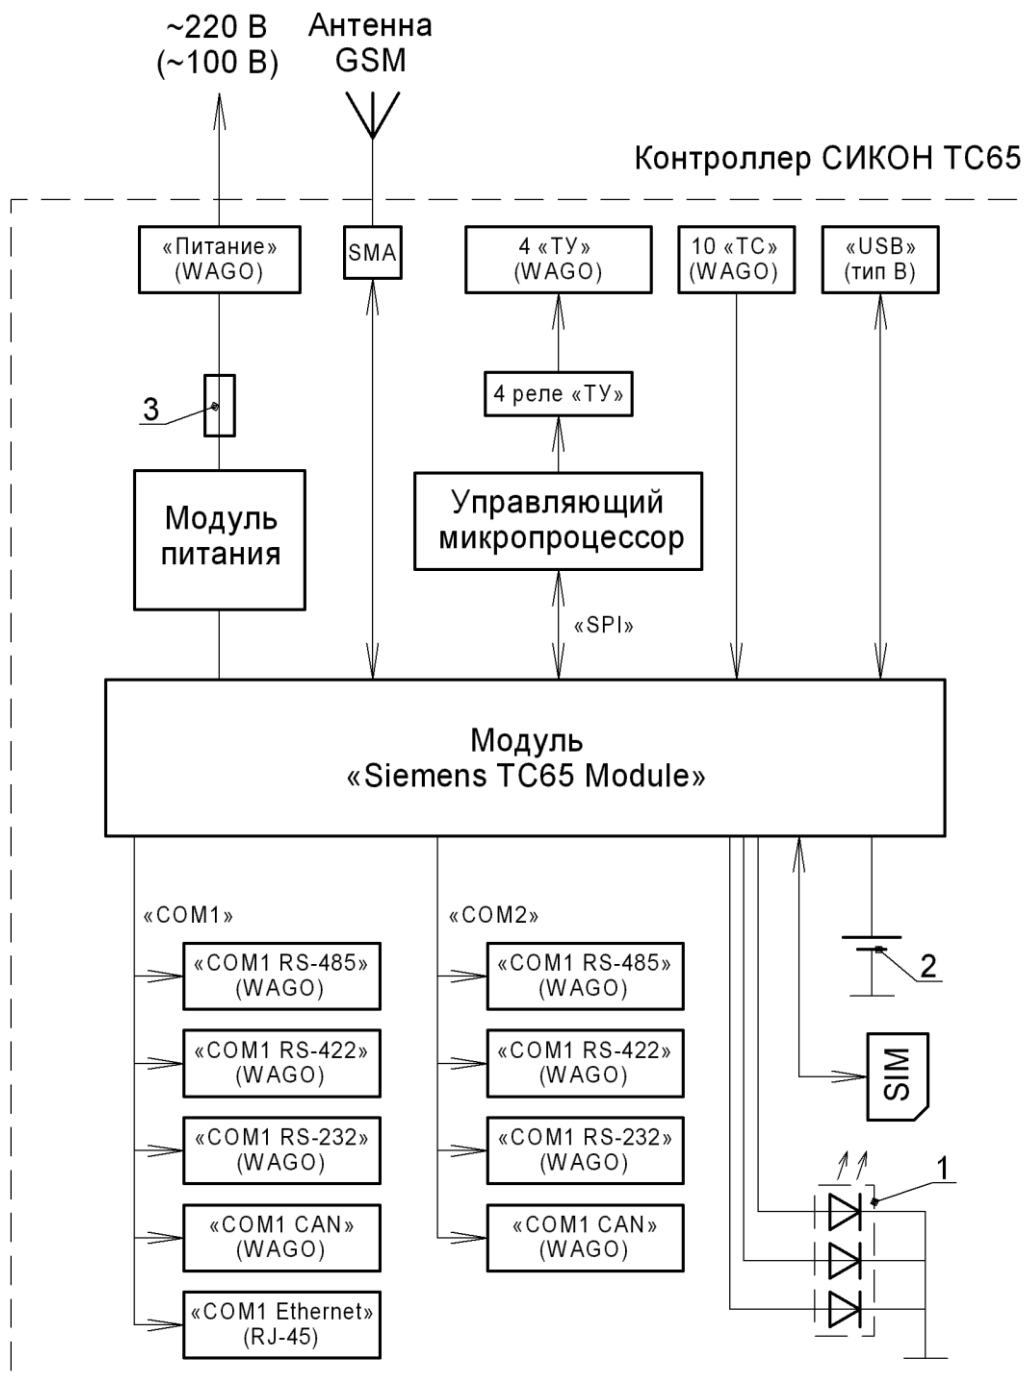 ~220 В
(~100 В)
Антенна
GSM
Контроллер СИКОН ТС65
«Питание»
(WAGO)
SMA
4 «ТУ»
(WAGO)
10 «ТС»
(WAGO)
«USB»
(тип В)
3
4 реле «ТУ»
Модуль
питания
Управляющий
микропроцессор
«SPI»
Модуль
«Siemens TC65 Module»
«COM1»
«COM1 RS-485»
(WAGO)
«COM1 RS-422»
(WAGO)
«COM1 RS-232»
(WAGO)
«COM1 CAN»
(WAGO)
«COM1 Ethernet»
(RJ-45)
«COM2»
«COM1 RS-485»
(WAGO)
«COM1 RS-422»
(WAGO)
«COM1 RS-232»
(WAGO)
«COM1 CAN»
(WAGO)
2
SIM
1